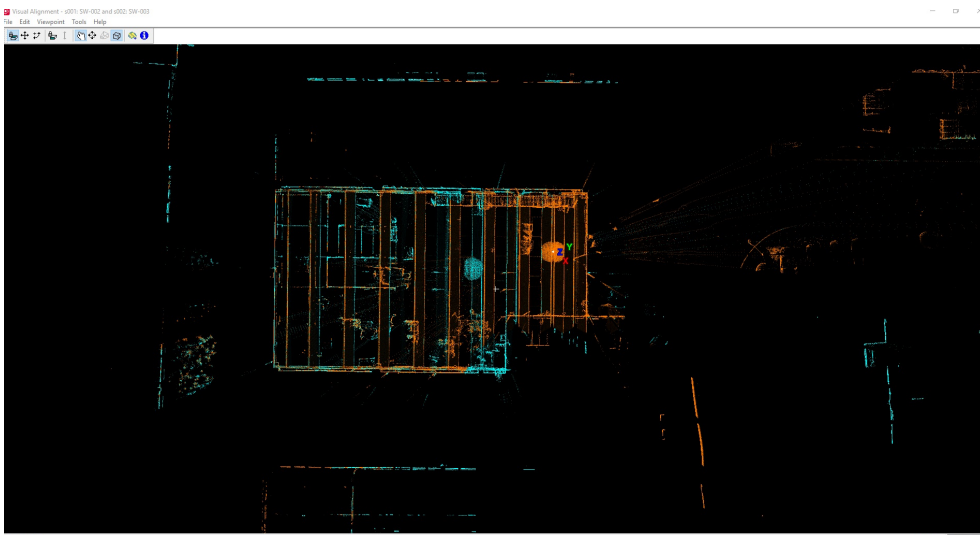 Visual Alignment - s001: SW-002 and s002: SW-003
File Edit Viewpoint Tools Help
Y
X